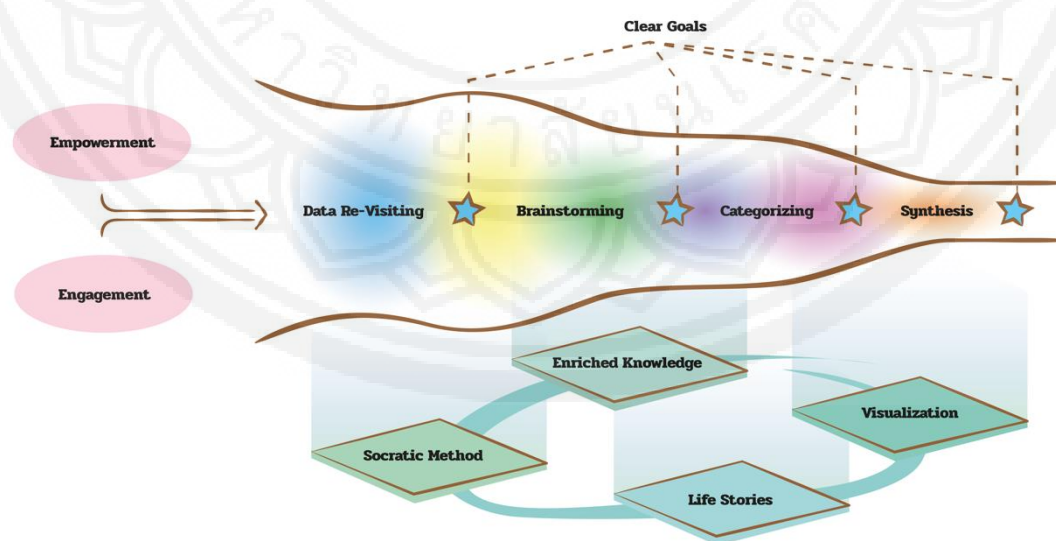 Clear Goals
Empowerment
Data Re-Visiting
Brainstorming
Categorizing
Synthesis
Engagement
Enriched Knowledge
Visualization
Socratic Method
Life Stories